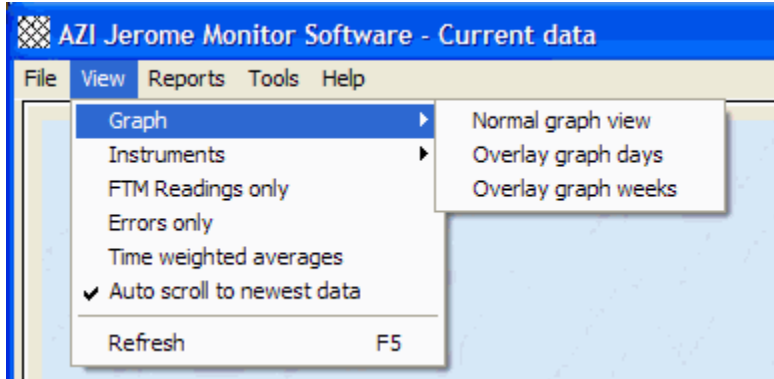 AZI Jerome Monitor Software - Current data
File View Reports Tools Help
Graph
Normal graph view
Instruments
Overlay graph days
FTM Readings only
Overlay graph weeks
Errors only
Time weighted averages
Auto scroll to newest data
Refresh F5